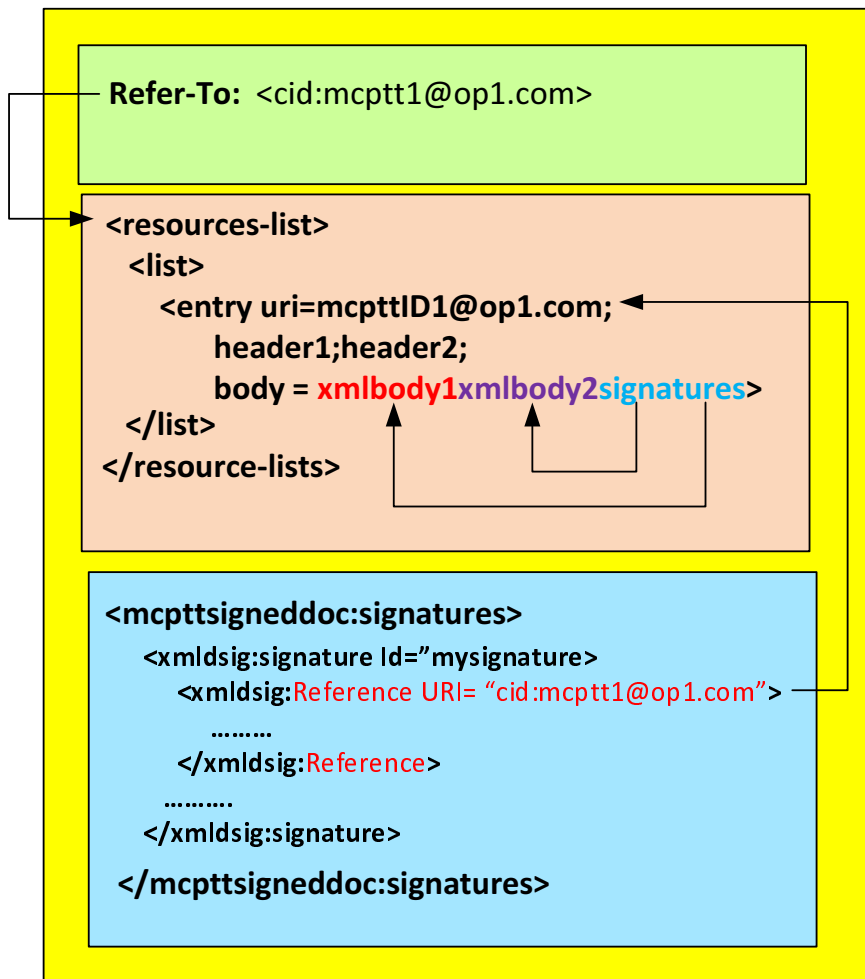 Refer-To: <cid:mcptt1@op1.com>
<resources-list>
<list>
<entry uri=mcpttID1@op1.com;
header1;header2;
body = xmlbody1xmlbody2signatures>
</list>
</resource-lists>
<mcpttsigneddoc:signatures>
<xmldsig:signature Id=”mysignature>
<xmldsig:Reference URI= “cid:mcptt1@op1.com”>
………
</xmldsig:Reference>
……….
</xmldsig:signature>
</mcpttsigneddoc:signatures>